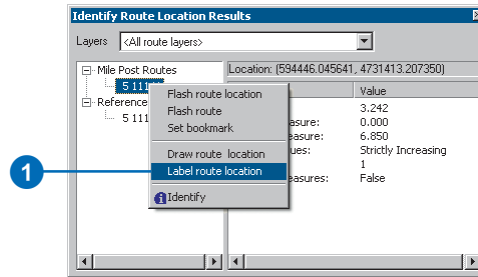 Identify Route Location Results
Layers <All route layers>
Mile Post Routes
5 111
Reference
5 111
Location: (594446.045641, 4731413.207350)
Value
3.242
asure: 0.000
easure: 6.850
ues: Strictly Increasing
1
easures: False
Flash route location
Flash route
Set bookmark
Draw route location
Label route location
Identify
1